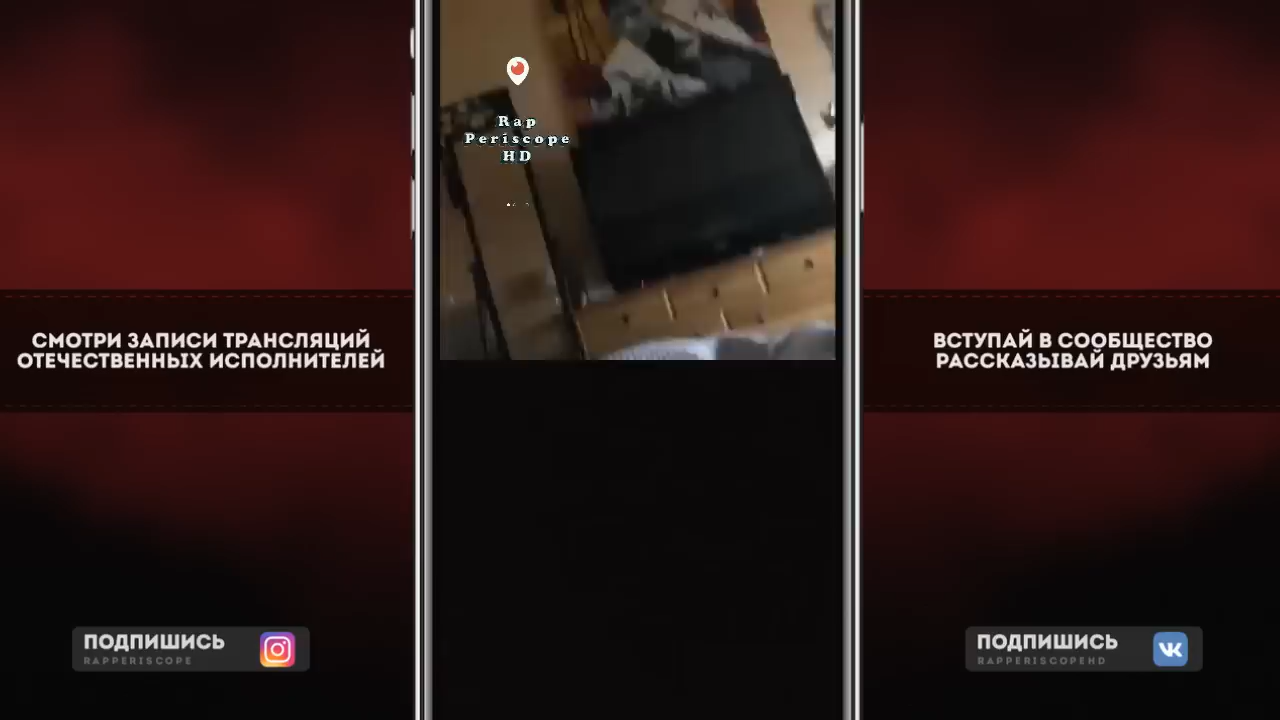 Rap
Periscope
HD
СМОТРИ ЗАПИСИ ТРАНСЛЯЦИЙ
ОТЕЧЕСТВЕННЫХ ИСПОЛНИТЕЛЕЙ
ВСТУПАЙ В СООБЩЕСТВО
РАССКАЗЫВАЙ ДРУЗЬЯМ
ПОДПИШИСЬ
RAPPERISCOPE
ПОДПИШИСЬ
RAPPERISCOPEHD